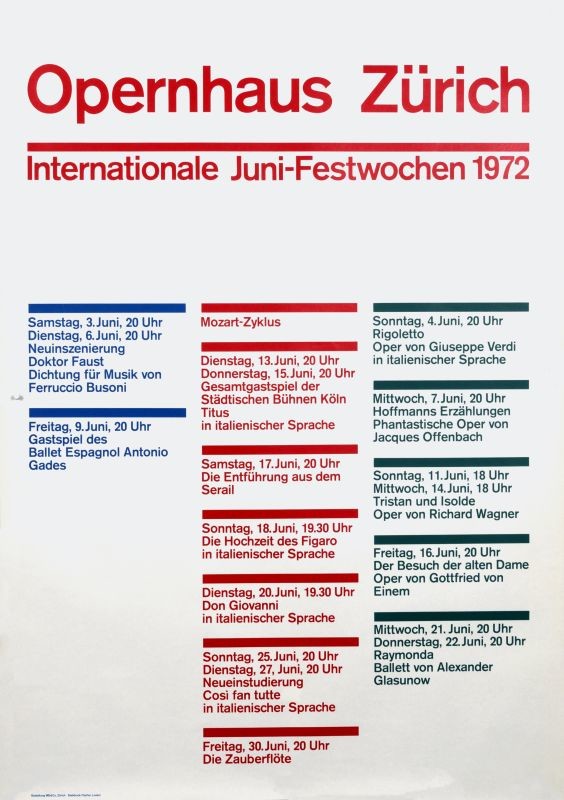 Opernhaus Zürich
Internationale Juni-Festwochen 1972
Samstag, 3. Juni, 20 Uhr
Dienstag, 6. Juni, 20 Uhr
Neuinszenierung
Doktor Faust
Dichtung für Musik von
Ferruccio Busoni
Freitag, 9. Juni, 20 Uhr
Gastspiel des
Ballet Espagnol Antonio
Gades
Mozart-Zyklus
Dienstag, 13. Juni, 20 Uhr
Donnerstag, 15. Juni, 20 Uhr
Gesamtgastspiel der
Städtischen Bühnen Köln
Titus
in italienischer Sprache
Samstag, 17. Juni, 20 Uhr
Die Entführung aus dem
Serail
Sonntag, 18. Juni, 19.30 Uhr
Die Hochzeit des Figaro
in italienischer Sprache
Dienstag, 20. Juni, 19.30 Uhr
Don Giovanni
in italienischer Sprache
Sonntag, 25. Juni, 20 Uhr
Dienstag, 27. Juni, 20 Uhr
Neueinstudierung
Così fan tutte
in italienischer Sprache
Freitag, 30. Juni, 20 Uhr
Die Zauberflöte
Sonntag, 4. Juni, 20 Uhr
Rigoletto
Oper von Giuseppe Verdi
in italienischer Sprache
Mittwoch, 7. Juni, 20 Uhr
Hoffmanns Erzählungen
Phantastische Oper von
Jacques Offenbach
Sonntag, 11. Juni, 18 Uhr
Mittwoch, 14. Juni, 18 Uhr
Tristan und Isolde
Oper von Richard Wagner
Freitag, 16. Juni, 20 Uhr
Der Besuch der alten Dame
Oper von Gottfried von
Einem
Mittwoch, 21. Juni, 20 Uhr
Donnerstag, 22. Juni, 20 Uhr
Raymonda
Ballett von Alexander
Glasunow